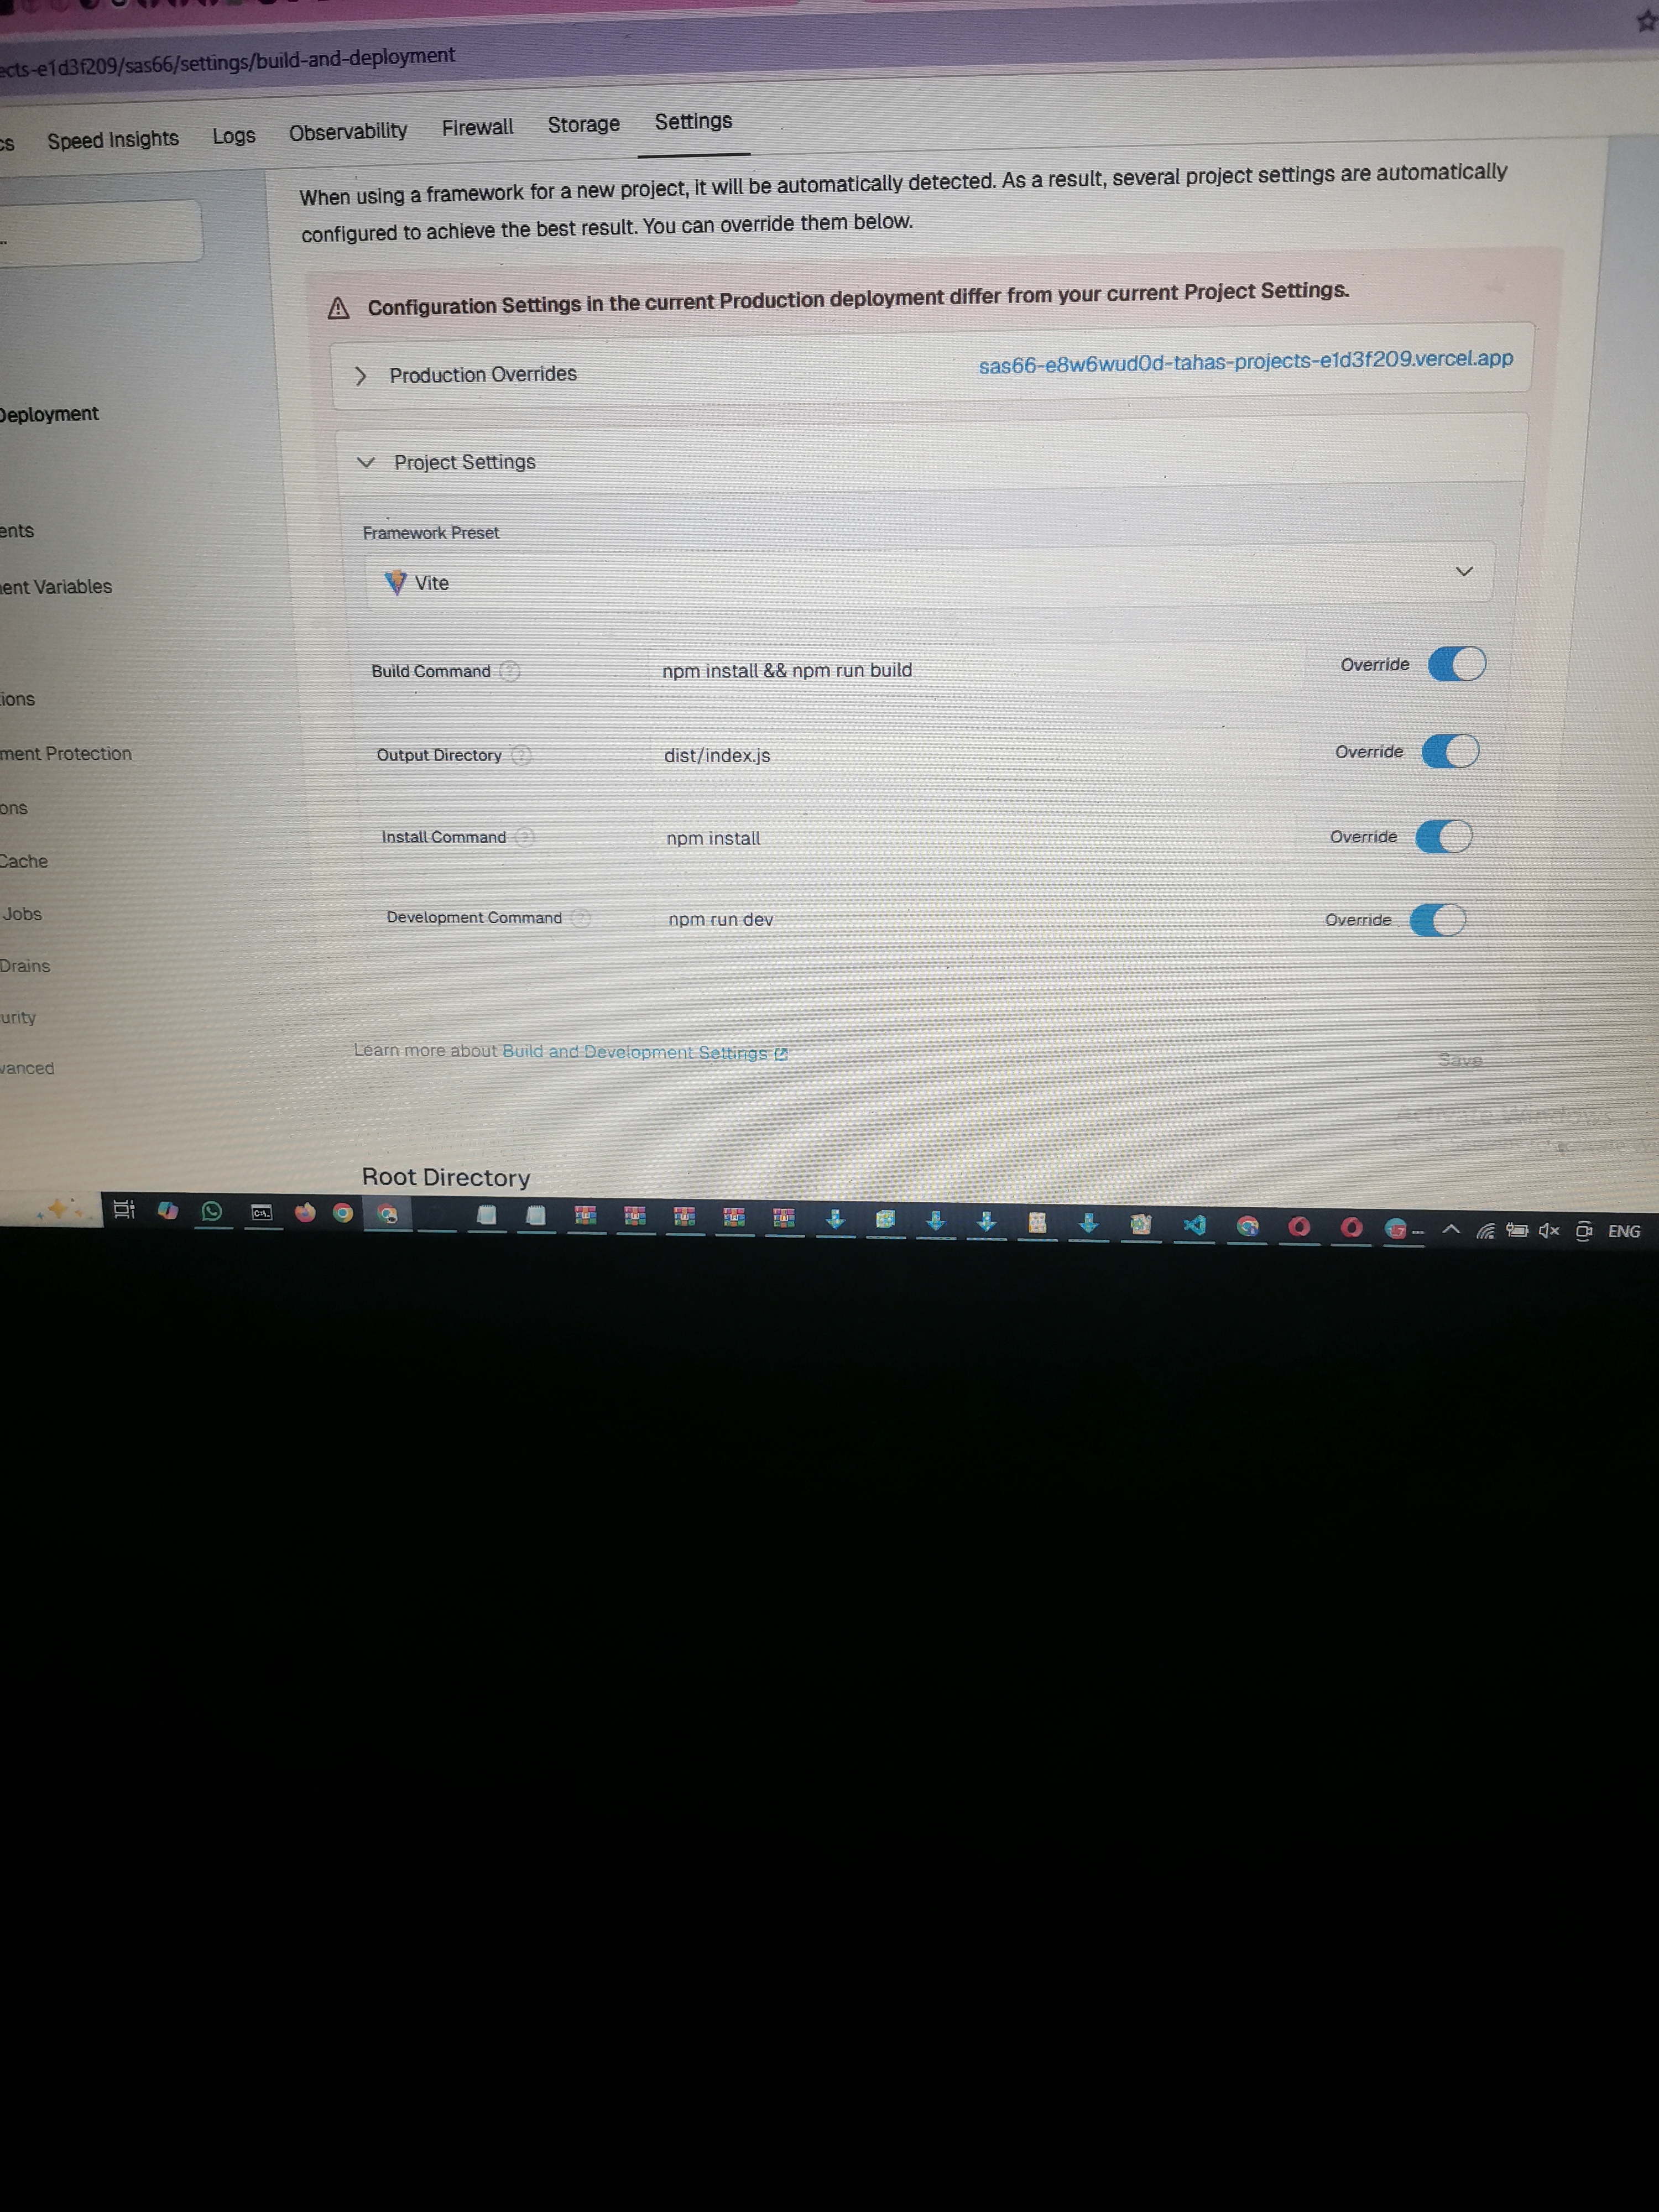 ects-e1d3f209/sas66/settings/build-and-deployment
cs Speed Insights Logs Observability Firewall Storage Settings
When using a framework for a new project, it will be automatically detected. As a result, several project settings are automatically
configured to achieve the best result. You can override them below.
..
Configuration Settings in the current Production deployment differ from your current Project Settings.
Production Overrides sas66-e8w6wud0d-tahas-projects-e1d3f209.vercel.app
Deployment
Project Settings
ents
Framework Preset
Vite
ent Variables
Build Command ? npm install && npm run build Override
ions
Output Directory ? dist/index.js Override
ment Protection
ons
Install Command ? npm install Override
Cache
Jobs
Development Command ? npm run dev Override
Drains
urity
Learn more about Build and Development Settings
Save
vanced
Activate Windows
Go to Settings to activate W
Root Directory
C:\.
ENG